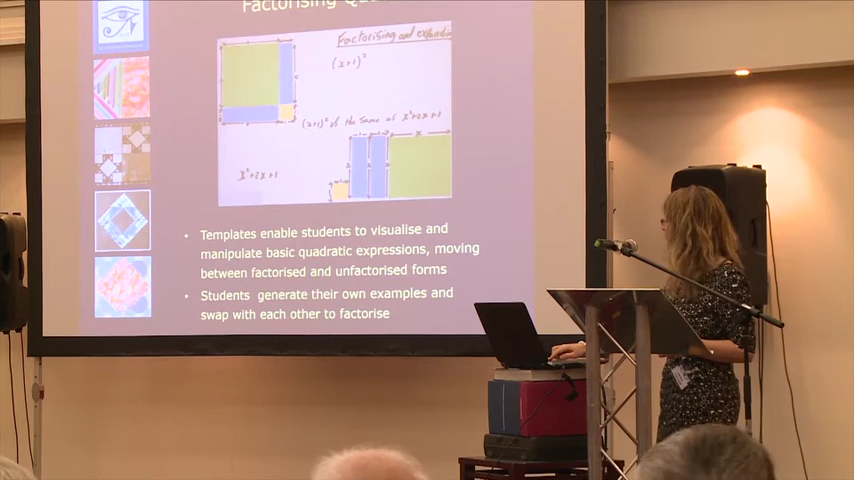 Factorising
Factorising and
(x+1)²
(x+1)² is the same as x²+2x+1
x²+2x+1
• Templates enable students to visualise and
manipulate basic quadratic expressions, moving
between factorised and unfactorised forms
• Students generate their own examples and
swap with each other to factorise